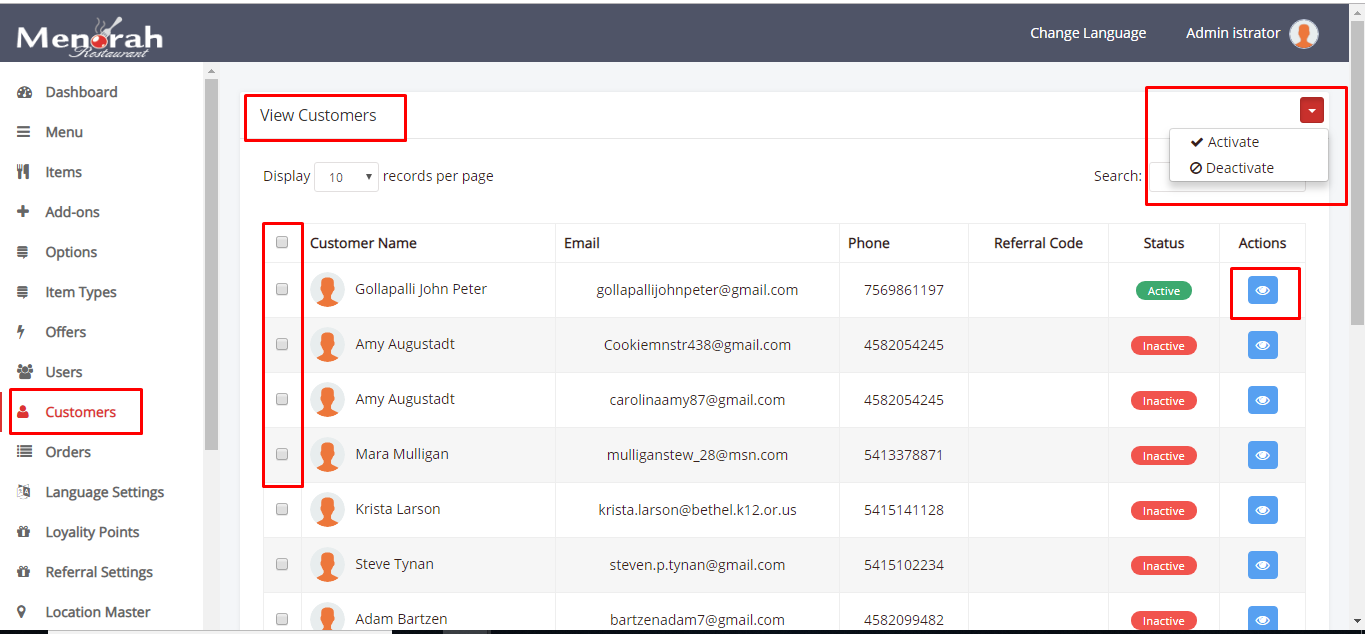 Menorah
Restaurant
Change Language
Admin istrator
Dashboard
Menu
Items
Add-ons
Options
Item Types
Offers
Users
Customers
Orders
Language Settings
Loyality Points
Referral Settings
Location Master
View Customers
Activate
Deactivate
Display 10 records per page
Search:
Customer Name Email Phone Referral Code Status Actions
Gollapalli John Peter gollapallijohnpeter@gmail.com 7569861197 Active
Amy Augustadt Cookiemnstr438@gmail.com 4582054245 Inactive
Amy Augustadt carolinaamy87@gmail.com 4582054245 Inactive
Mara Mulligan mulliganstew_28@msn.com 5413378871 Inactive
Krista Larson krista.larson@bethel.k12.or.us 5415141128 Inactive
Steve Tynan steven.p.tynan@gmail.com 5415102234 Inactive
Adam Bartzen bartzenadam7@gmail.com 4582099482 Inactive